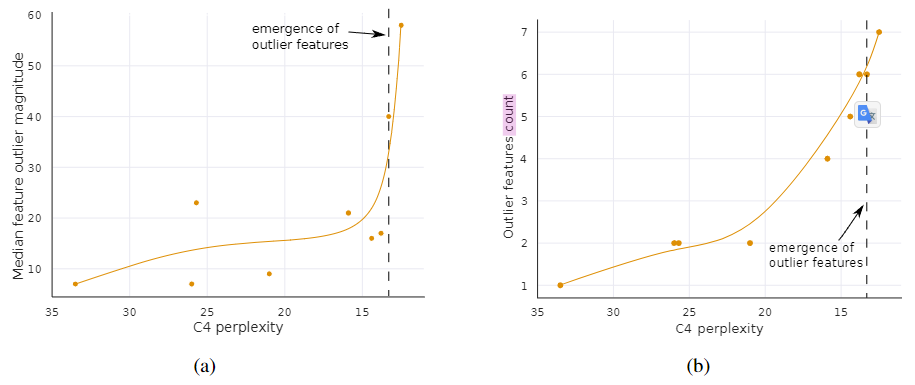 60
50
40
30
20
10
Median feature outlier magnitude
emergence of
outlier features
35 30 25 20 15
C4 perplexity
(a)
7
6
5
4
3
2
1
Outlier features count
G
emergence of
outlier features
35 30 25 20 15
C4 perplexity
(b)